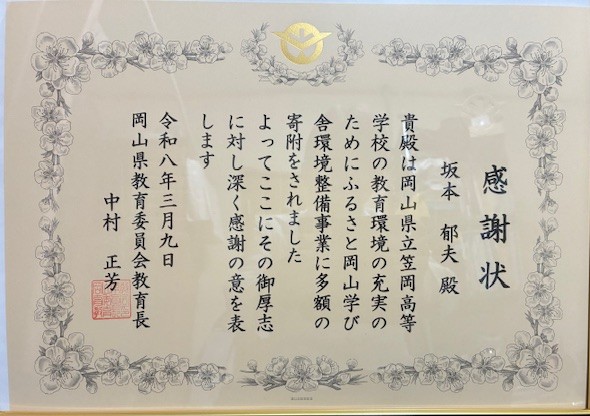 感謝状
坂本 郁夫 殿
貴殿は岡山県立笠岡高等
学校の教育環境の充実の
ためにふるさと岡山学び
舎環境整備事業に多額の
寄附をされました
よってここにその御厚志
に対し深く感謝の意を表
します
令和八年三月九日
岡山県教育委員会教育長
中村 正芳